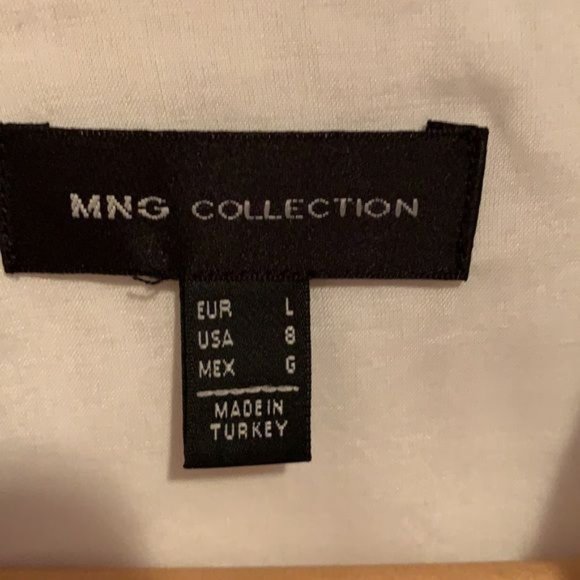 MNG COLLECTION
EUR L
USA 8
MEX G
MADE IN
TURKEY